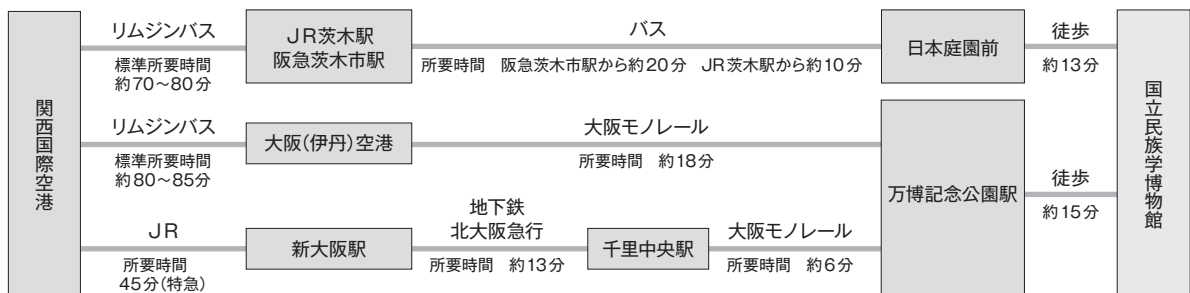 関西国際空港
リムジンバス
標準所要時間
約70～80分
JR茨木駅
阪急茨木市駅
バス
所要時間 阪急茨木市駅から約20分 JR茨木駅から約10分
日本庭園前
徒歩
約13分
リムジンバス
標準所要時間
約80～85分
大阪(伊丹)空港
大阪モノレール
所要時間 約18分
JR
所要時間
45分(特急)
新大阪駅
地下鉄
北大阪急行
所要時間 約13分
千里中央駅
大阪モノレール
所要時間 約6分
万博記念公園駅
徒歩
約15分
国立民族学博物館